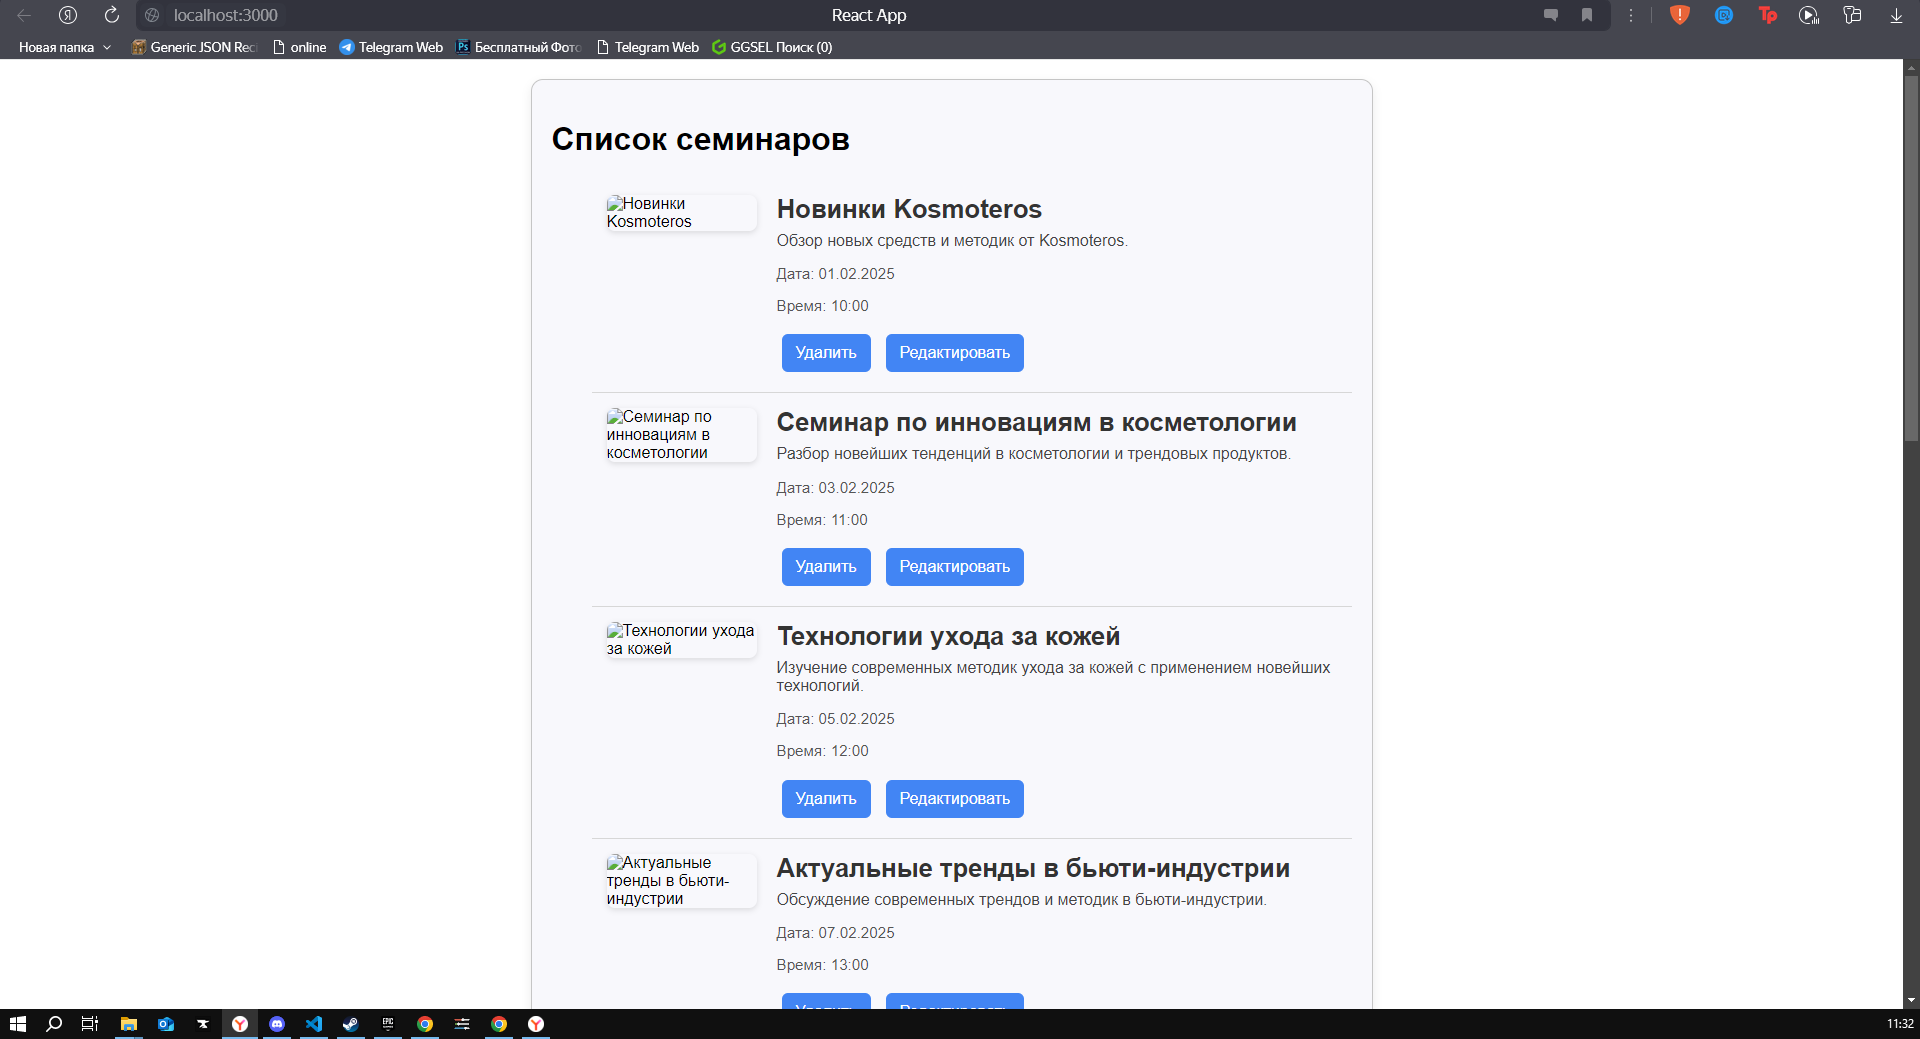 localhost:3000
React App
Новая папка
Generic JSON Reci
online
Telegram Web
Бесплатный Фото
Telegram Web
GGSEL Поиск (0)
Список семинаров
Новинки
Kosmoteros
Новинки Kosmoteros
Обзор новых средств и методик от Kosmoteros.
Дата: 01.02.2025
Время: 10:00
Удалить
Редактировать
Семинар по
инновациям в
косметологии
Семинар по инновациям в косметологии
Разбор новейших тенденций в косметологии и трендовых продуктов.
Дата: 03.02.2025
Время: 11:00
Удалить
Редактировать
Технологии ухода
за кожей
Технологии ухода за кожей
Изучение современных методик ухода за кожей с применением новейших
технологий.
Дата: 05.02.2025
Время: 12:00
Удалить
Редактировать
Актуальные
тренды в бьюти-
индустрии
Актуальные тренды в бьюти-индустрии
Обсуждение современных трендов и методик в бьюти-индустрии.
Дата: 07.02.2025
Время: 13:00
Удалить
Редактировать
11:32